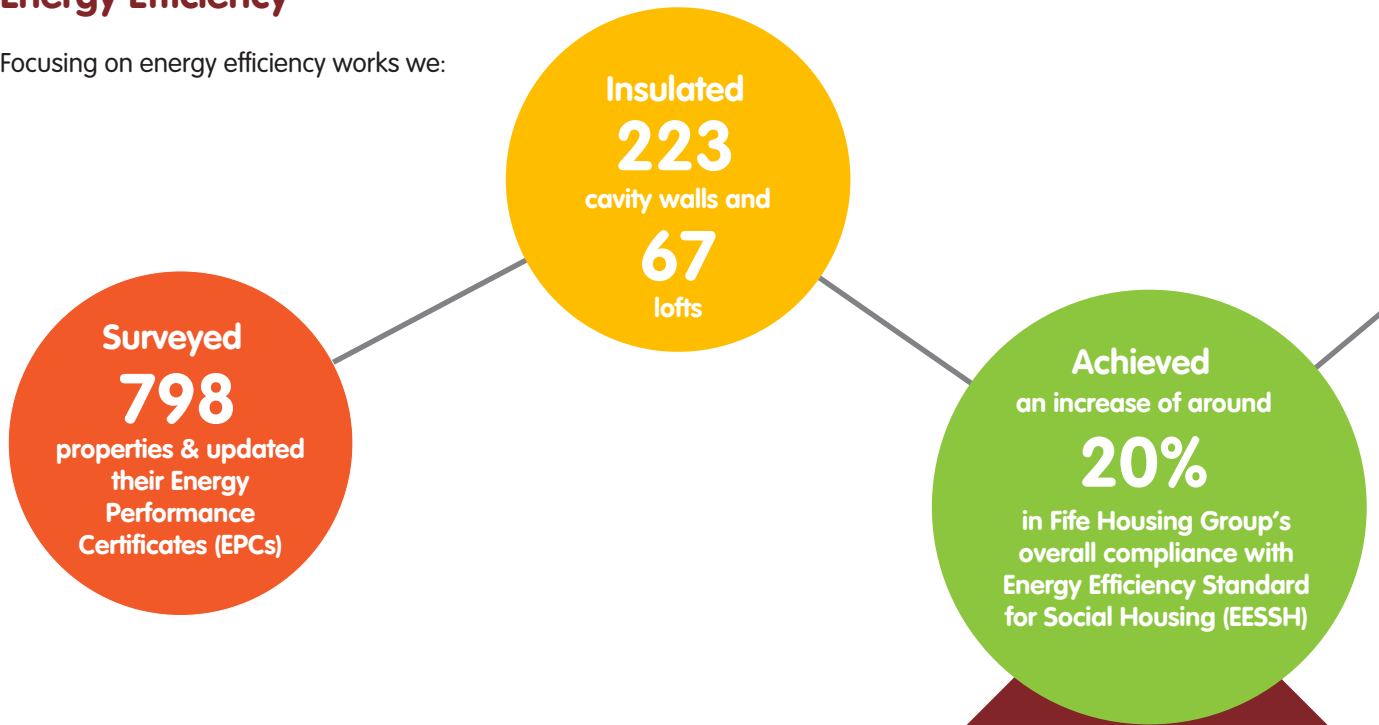 Energy Efficiency
Focusing on energy efficiency works we:
Surveyed
798
properties & updated
their Energy
Performance
Certificates (EPCs)
Insulated
223
cavity walls and
67
lofts
Achieved
an increase of around
20%
in Fife Housing Group's
overall compliance with
Energy Efficiency Standard
for Social Housing (EESSH)